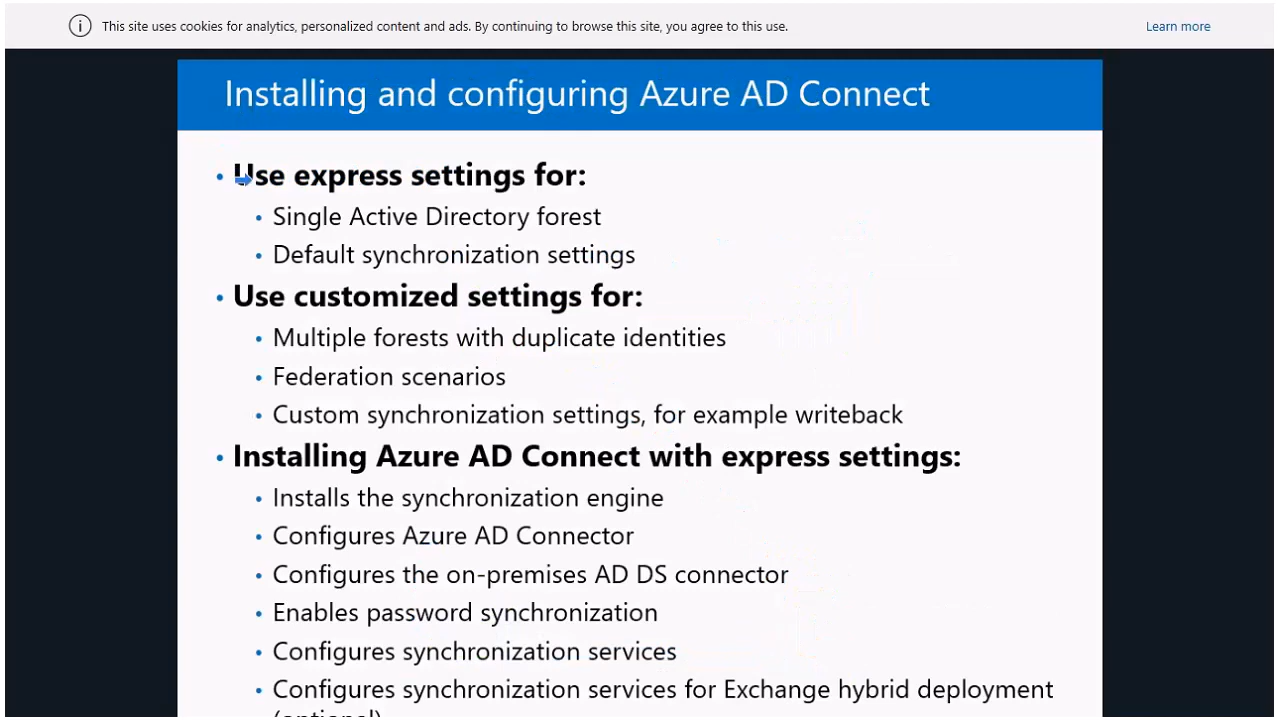 This site uses cookies for analytics, personalized content and ads. By continuing to browse this site, you agree to this use.
Learn more
Installing and configuring Azure AD Connect
• Use express settings for:
• Single Active Directory forest
• Default synchronization settings
• Use customized settings for:
• Multiple forests with duplicate identities
• Federation scenarios
• Custom synchronization settings, for example writeback
• Installing Azure AD Connect with express settings:
• Installs the synchronization engine
• Configures Azure AD Connector
• Configures the on-premises AD DS connector
• Enables password synchronization
• Configures synchronization services
• Configures synchronization services for Exchange hybrid deployment
(optional)